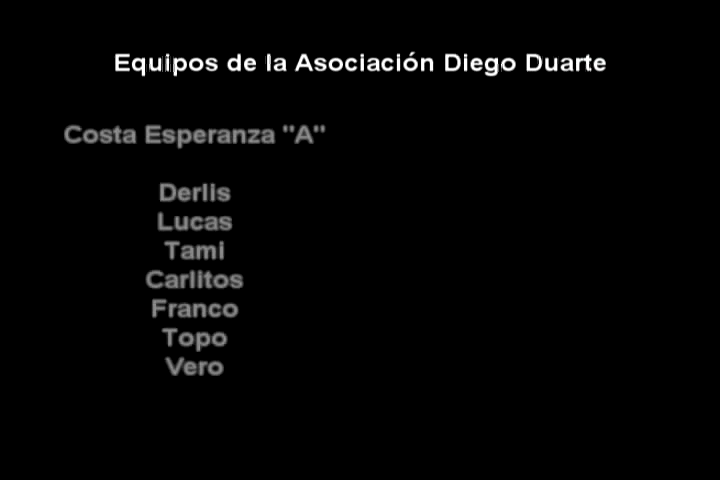 Equipos de la Asociación Diego Duarte
Costa Esperanza "A"
Derlis
Lucas
Tami
Carlitos
Franco
Topo
Vero